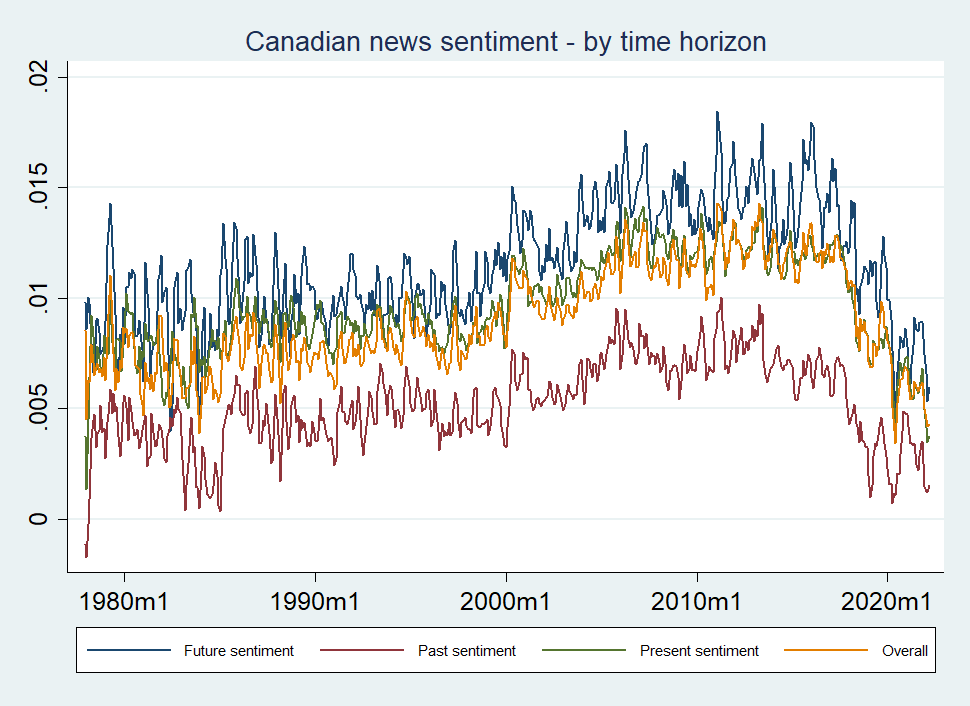 Canadian news sentiment - by time horizon
.02
.015
.01
.005
0
1980m1 1990m1 2000m1 2010m1 2020m1
Future sentiment Past sentiment Present sentiment Overall